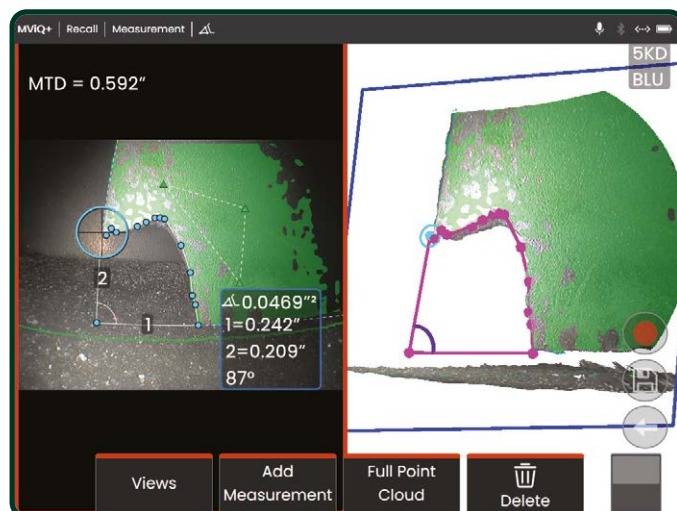 MViQ+ | Recall | Measurement |
5KD
BLU
MTD = 0.592"
2
1
0.0469"²
1=0.242"
2=0.209"
87°
Views
Add
Measurement
Full Point
Cloud
Delete